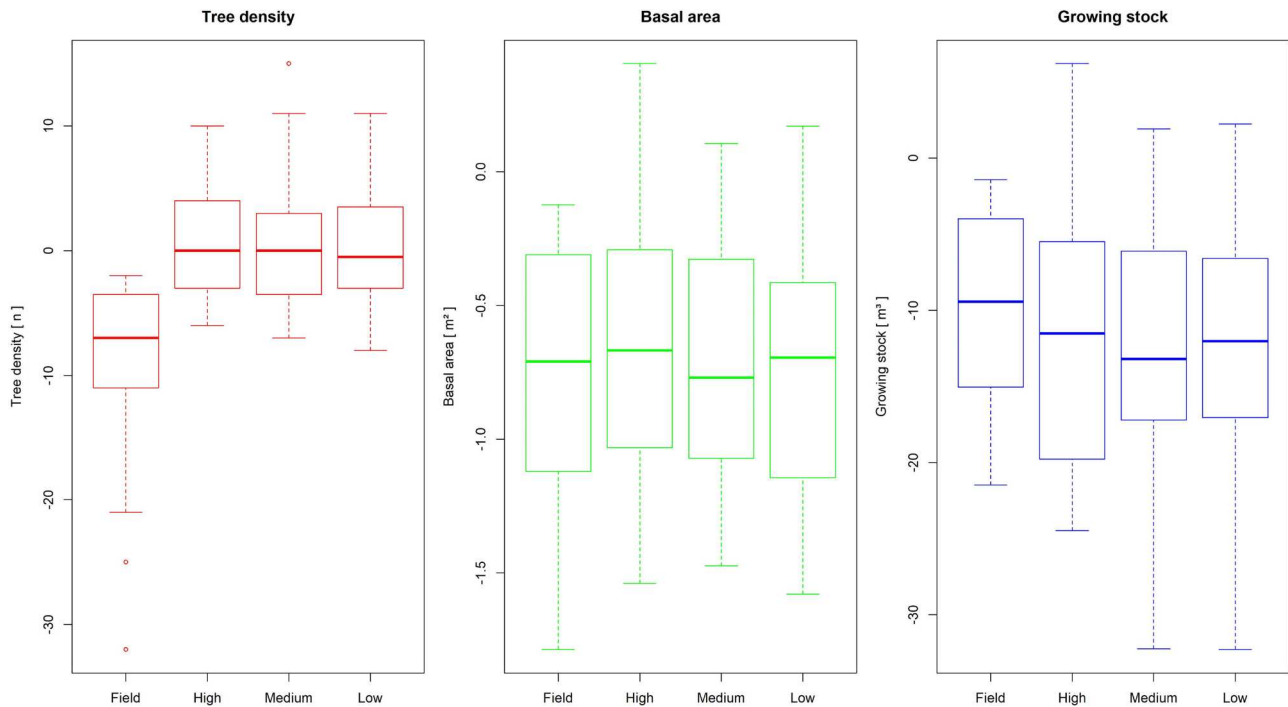 Tree density
Tree density [ n ]
10
0
-10
-20
-30
Field High Medium Low
Basal area
Basal area [ m² ]
0.0
-0.5
-1.0
-1.5
Field High Medium Low
Growing stock
Growing stock [ m³ ]
0
-10
-20
-30
Field High Medium Low